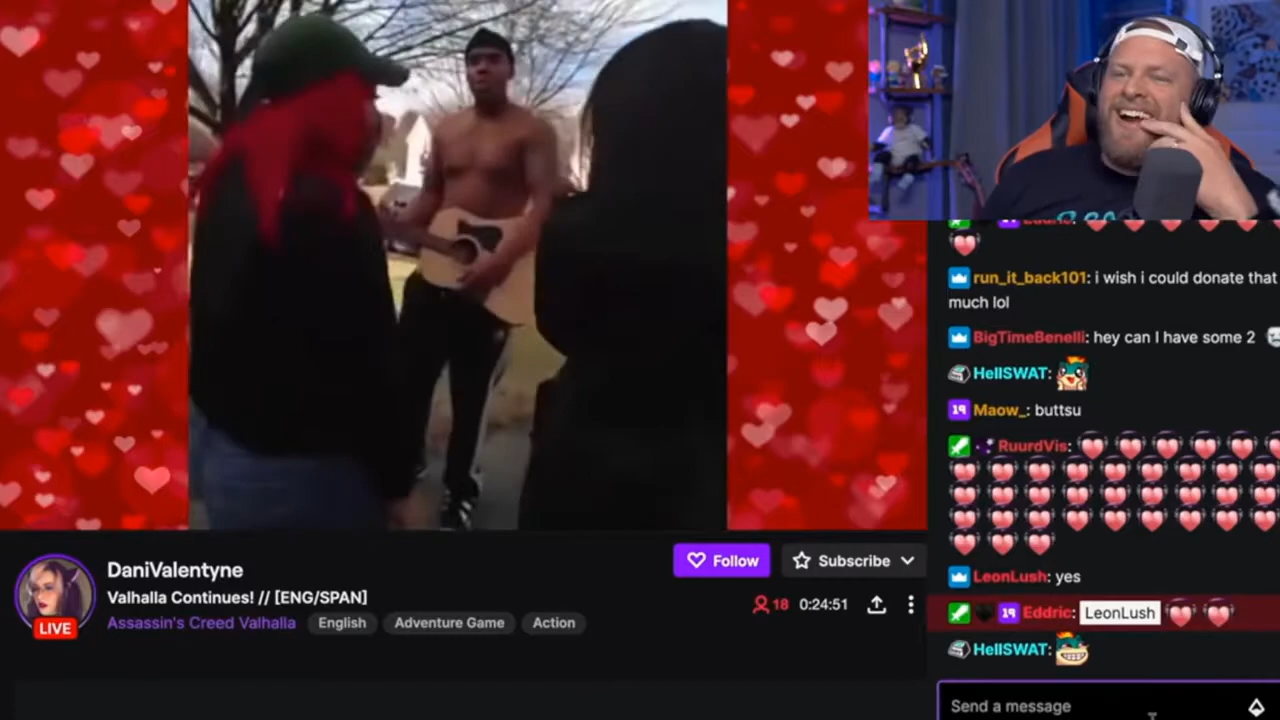 run_it_back101: i wish i could donate that
much lol
BigTimeBenelli: hey can I have some 2
HellSWAT:
19 Maow_: buttsu
RuurdVis:
LeonLush: yes
19 Eddric: LeonLush
HellSWAT:
Send a message
DaniValentyne
Valhalla Continues! // [ENG/SPAN]
Assassin's Creed Valhalla English Adventure Game Action
LIVE
Follow Subscribe
18 0:24:51